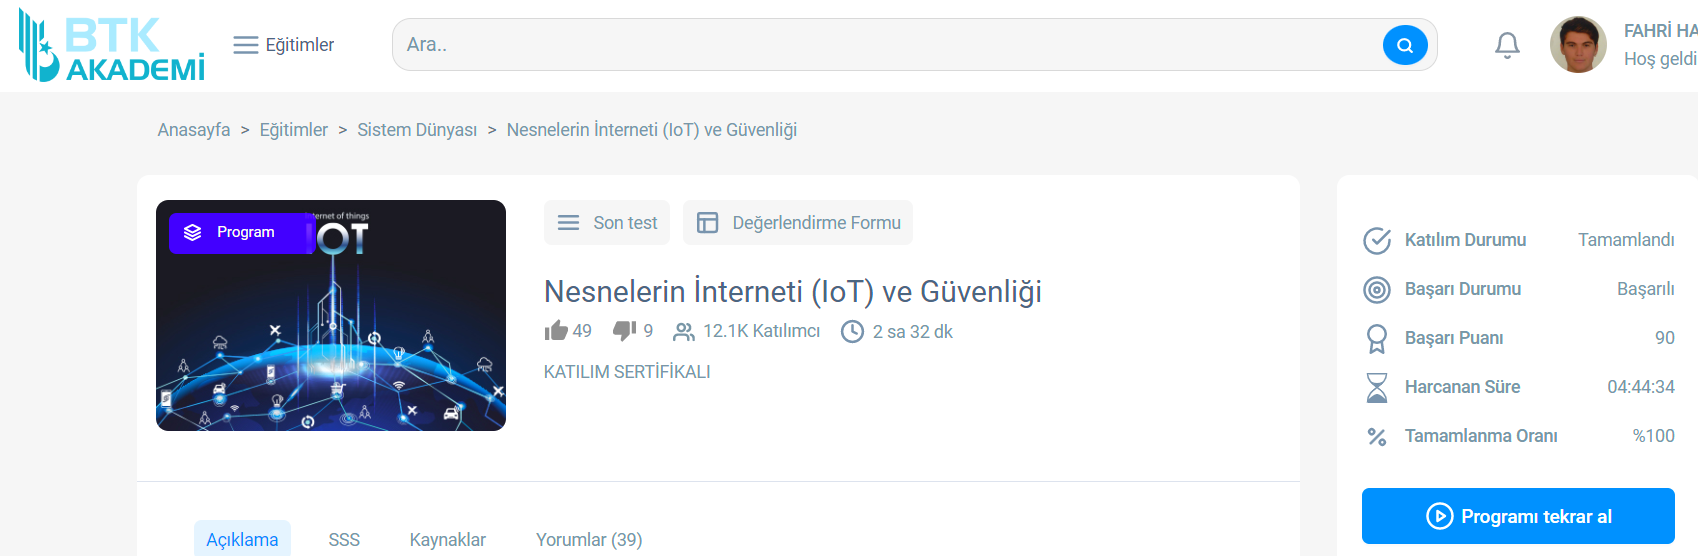 BTK
AKADEMİ
Eğitimler
Ara..
FAHRİ HA
Hoş geldi
Anasayfa > Eğitimler > Sistem Dünyası > Nesnelerin İnterneti (IoT) ve Güvenliği
Program
Internet of things
IOT
Son test
Değerlendirme Formu
Nesnelerin İnterneti (IoT) ve Güvenliği
49 9 12.1K Katılımcı 2 sa 32 dk
KATILIM SERTİFİKALI
Açıklama SSS Kaynaklar Yorumlar (39)
Katılım Durumu Tamamlandı
Başarı Durumu Başarılı
Başarı Puanı 90
Harcanan Süre 04:44:34
Tamamlanma Oranı %100
Programı tekrar al